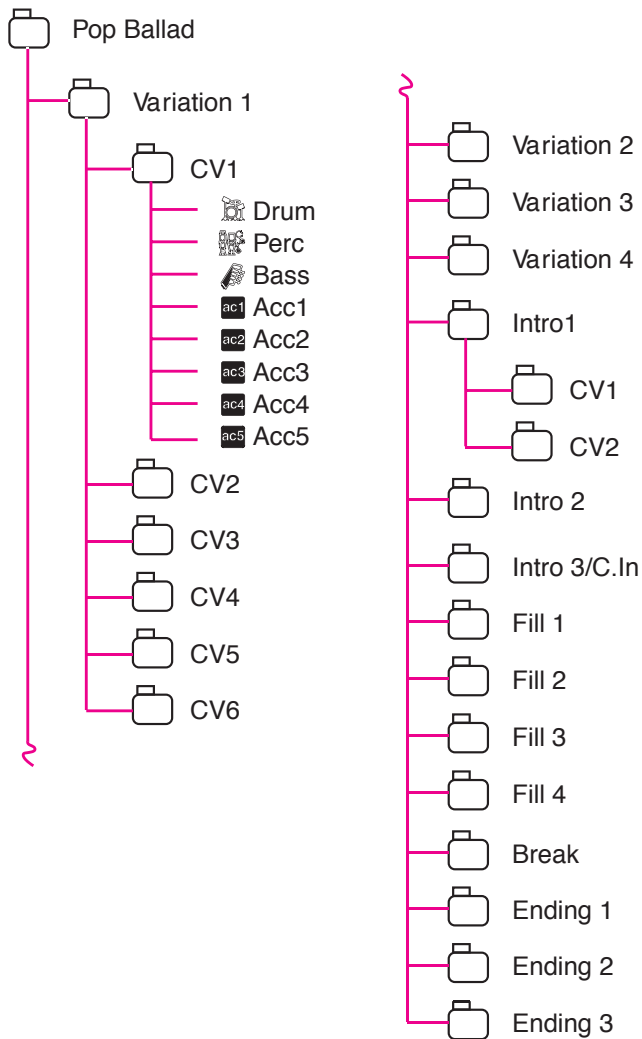 Pop Ballad
Variation 1
CV1
Drum
Perc
Bass
ac1 Acc1
ac2 Acc2
ac3 Acc3
ac4 Acc4
ac5 Acc5
CV2
CV3
CV4
CV5
CV6
Variation 2
Variation 3
Variation 4
Intro1
CV1
CV2
Intro 2
Intro 3/C.In
Fill 1
Fill 2
Fill 3
Fill 4
Break
Ending 1
Ending 2
Ending 3